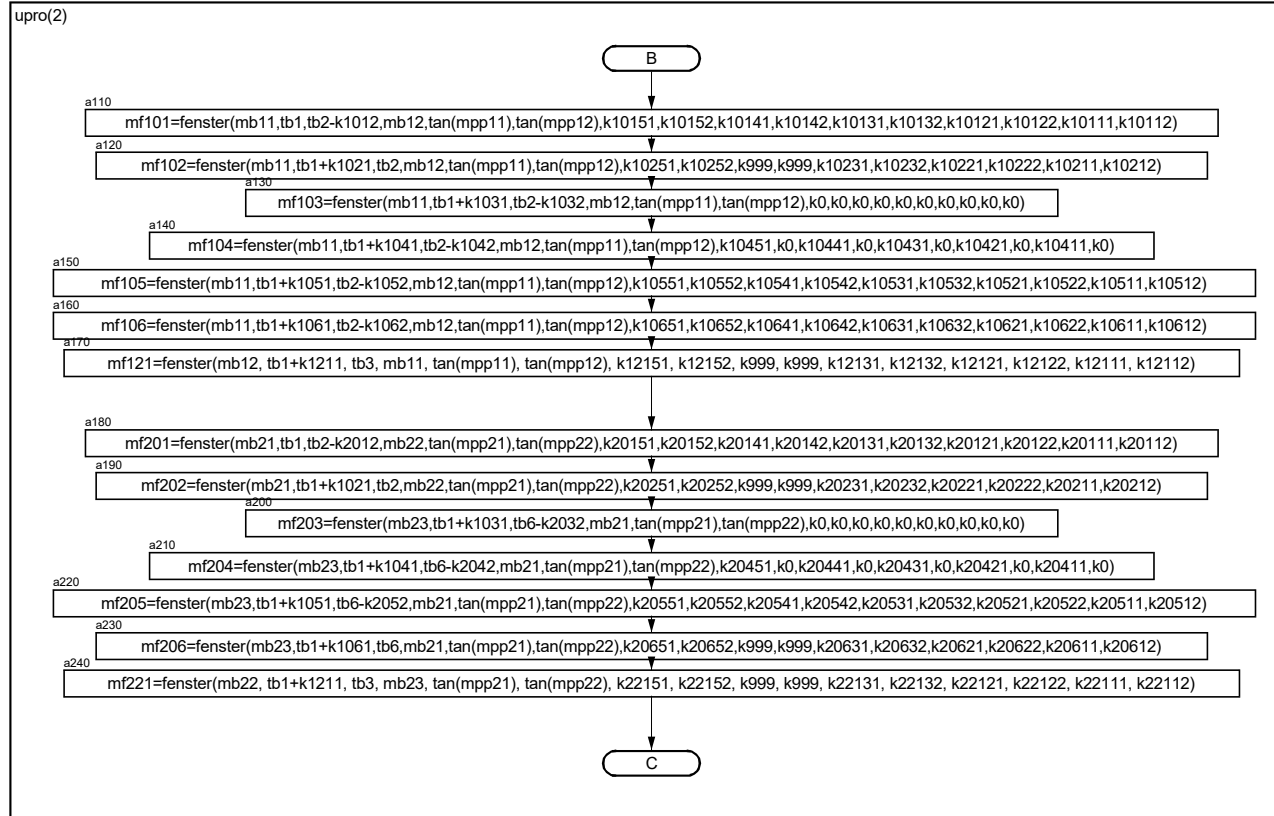 upro(2)
B
a110
mf101=fenster(mb11,tb1,tb2-k1012,mb12,tan(mpp11),tan(mpp12),k10151,k10152,k10141,k10142,k10131,k10132,k10121,k10122,k10111,k10112)
a120
mf102=fenster(mb11,tb1+k1021,tb2,mb12,tan(mpp11),tan(mpp12),k10251,k10252,k999,k999,k10231,k10232,k10221,k10222,k10211,k10212)
a130
mf103=fenster(mb11,tb1+k1031,tb2-k1032,mb12,tan(mpp11),tan(mpp12),k0,k0,k0,k0,k0,k0,k0,k0,k0,k0)
a140
mf104=fenster(mb11,tb1+k1041,tb2-k1042,mb12,tan(mpp11),tan(mpp12),k10451,k0,k10441,k0,k10431,k0,k10421,k0,k10411,k0)
a150
mf105=fenster(mb11,tb1+k1051,tb2-k1052,mb12,tan(mpp11),tan(mpp12),k10551,k10552,k10541,k10542,k10531,k10532,k10521,k10522,k10511,k10512)
a160
mf106=fenster(mb11,tb1+k1061,tb2-k1062,mb12,tan(mpp11),tan(mpp12),k10651,k10652,k10641,k10642,k10631,k10632,k10621,k10622,k10611,k10612)
a170
mf121=fenster(mb12, tb1+k1211, tb3, mb11, tan(mpp11), tan(mpp12), k12151, k12152, k999, k999, k12131, k12132, k12121, k12122, k12111, k12112)
a180
mf201=fenster(mb21,tb1,tb2-k2012,mb22,tan(mpp21),tan(mpp22),k20151,k20152,k20141,k20142,k20131,k20132,k20121,k20122,k20111,k20112)
a190
mf202=fenster(mb21,tb1+k1021,tb2,mb22,tan(mpp21),tan(mpp22),k20251,k20252,k999,k999,k20231,k20232,k20221,k20222,k20211,k20212)
a200
mf203=fenster(mb23,tb1+k1031,tb6-k2032,mb21,tan(mpp21),tan(mpp22),k0,k0,k0,k0,k0,k0,k0,k0,k0,k0)
a210
mf204=fenster(mb23,tb1+k1041,tb6-k2042,mb21,tan(mpp21),tan(mpp22),k20451,k0,k20441,k0,k20431,k0,k20421,k0,k20411,k0)
a220
mf205=fenster(mb23,tb1+k1051,tb6-k2052,mb21,tan(mpp21),tan(mpp22),k20551,k20552,k20541,k20542,k20531,k20532,k20521,k20522,k20511,k20512)
a230
mf206=fenster(mb23,tb1+k1061,tb6,mb21,tan(mpp21),tan(mpp22),k20651,k20652,k999,k999,k20631,k20632,k20621,k20622,k20611,k20612)
a240
mf221=fenster(mb22, tb1+k1211, tb3, mb23, tan(mpp21), tan(mpp22), k22151, k22152, k999, k999, k22131, k22132, k22121, k22122, k22111, k22112)
C